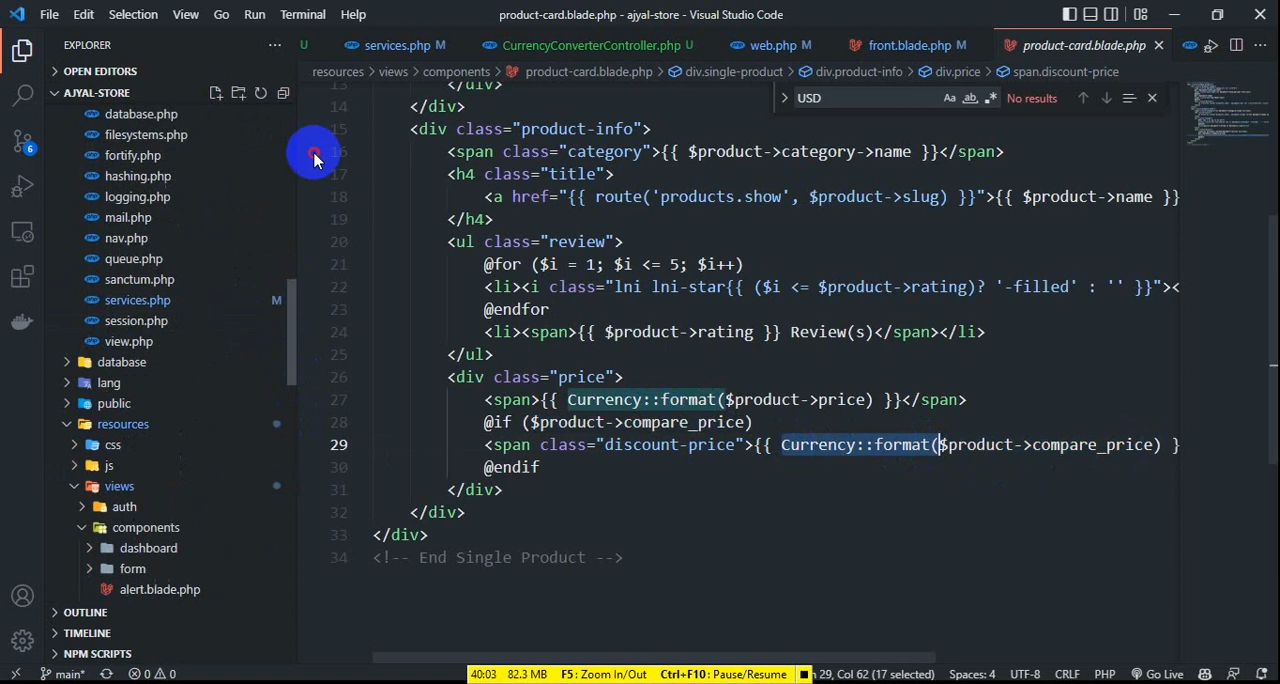 File Edit Selection View Go Run Terminal Help
product-card.blade.php - ajyal-store - Visual Studio Code
EXPLORER
U services.php M CurrencyConverterController.php U web.php M front.blade.php M product-card.blade.php
OPEN EDITORS
resources > views > components > product-card.blade.php > div.single-product > div.product-info > div.price > span.discount-price
AJYAL-STORE
USD
Aa ab
No results
database.php
filesystems.php
fortify.php
hashing.php
logging.php
mail.php
nav.php
queue.php
sanctum.php
services.php M
session.php
view.php
database
lang
public
resources
css
js
views
auth
components
dashboard
form
alert.blade.php
OUTLINE
TIMELINE
NPM SCRIPTS
6
13 </div>
14 </div>
15 <div class="product-info">
16 <span class="category">{{ $product->category->name }}</span>
17 <h4 class="title">
18 <a href="{{ route('products.show', $product->slug) }}">{{ $product->name }}
19 </h4>
20 <ul class="review">
21 @for ($i = 1; $i <= 5; $i++)
22 <li><i class="lni lni-star{{ ($i <= $product->rating)? '-filled' : '' }}"><
23 @endfor
24 <li><span>{{ $product->rating }} Review(s)</span></li>
25 </ul>
26 <div class="price">
27 <span>{{ Currency::format($product->price) }}</span>
28 @if ($product->compare_price)
29 <span class="discount-price">{{ Currency::format($product->compare_price) }
30 @endif
31 </div>
32 </div>
33 </div>
34 <!-- End Single Product -->
main* 0 0
40:03 82.3 MB F5: Zoom In/Out Ctrl+F10: Pause/Resume
n 29, Col 62 (17 selected) Spaces: 4 UTF-8 CRLF PHP Go Live